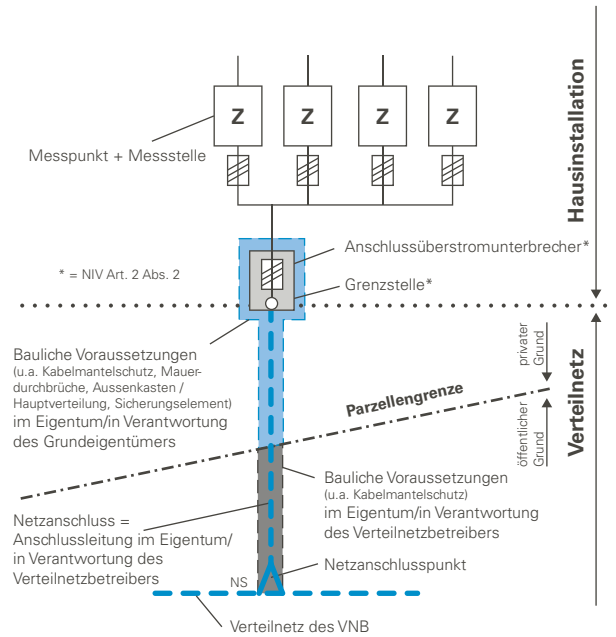 Z Z Z Z
Messpunkt + Messstelle
Hausinstallation
Anschlussüberstromunterbrecher*
* = NIV Art. 2 Abs. 2
Grenzstelle*
Bauliche Voraussetzungen
(u.a. Kabelmantelschutz, Mauer-
durchbrüche, Aussenkasten /
Hauptverteilung, Sicherungselement)
im Eigentum/in Verantwortung
des Grundeigentümers
Parzellengrenze
privater
Grund
öffentlicher
Grund
Verteilnetz
Bauliche Voraussetzungen
(u.a. Kabelmantelschutz)
im Eigentum/in Verantwortung
des Verteilnetzbetreibers
Netzanschluss =
Anschlussleitung im Eigentum/
in Verantwortung des
Verteilnetzbetreibers
Netzanschlusspunkt
NS
Verteilnetz des VNB